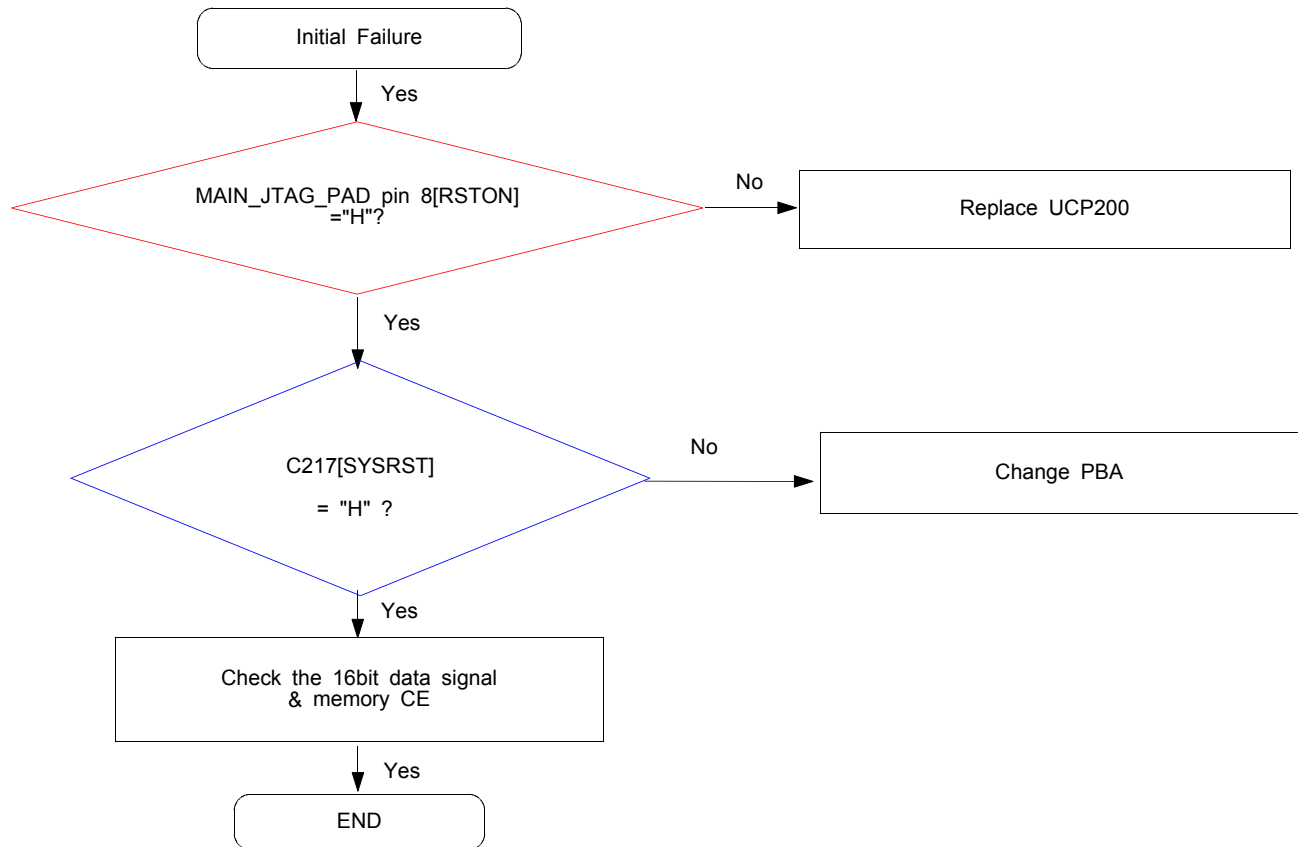 Initial Failure
Yes
MAIN_JTAG_PAD pin 8[RSTON]
="H"?
No
Replace UCP200
Yes
C217[SYSRST]
= "H" ?
No
Change PBA
Yes
Check the 16bit data signal
& memory CE
Yes
END